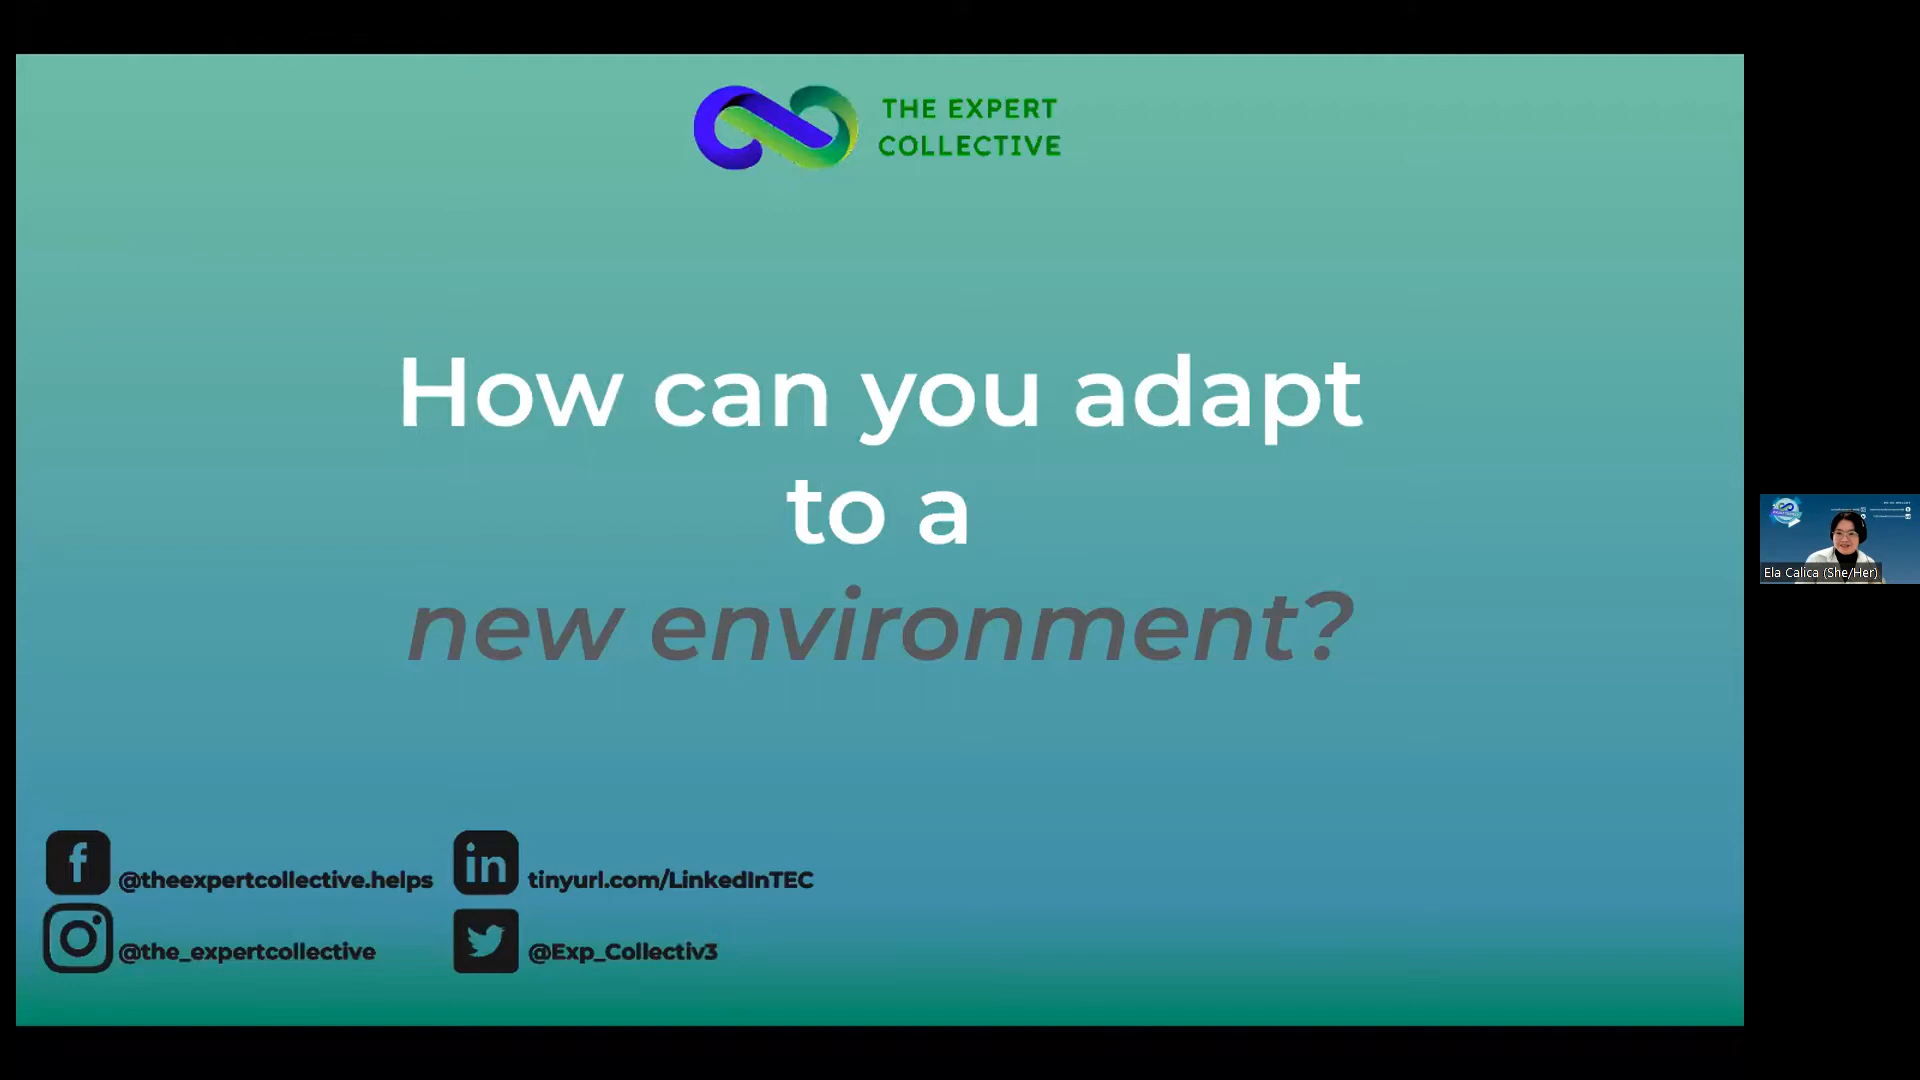 THE EXPERT
COLLECTIVE
How can you adapt
to a
new environment?
@theexpertcollective.helps
tinyurl.com/LinkedInTEC
@the_expertcollective
@Exp_Collectiv3
Ela Calica (She/Her)